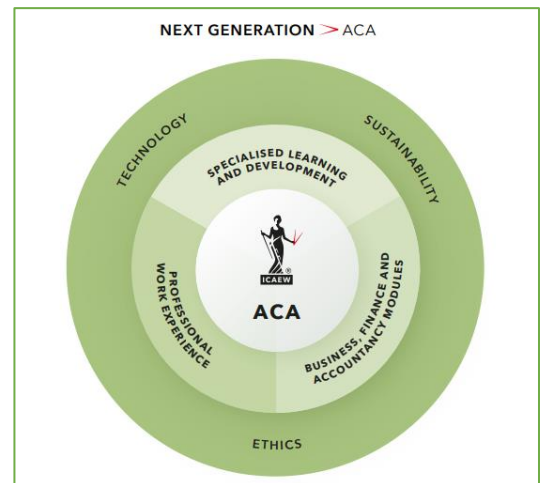 NEXT GENERATION > ACA
TECHNOLOGY
SUSTAINABILITY
SPECIALISED LEARNING
AND DEVELOPMENT
PROFESSIONAL
WORK EXPERIENCE
BUSINESS, FINANCE AND
ACCOUNTANCY MODULES
ICAEW ®
ACA
ETHICS